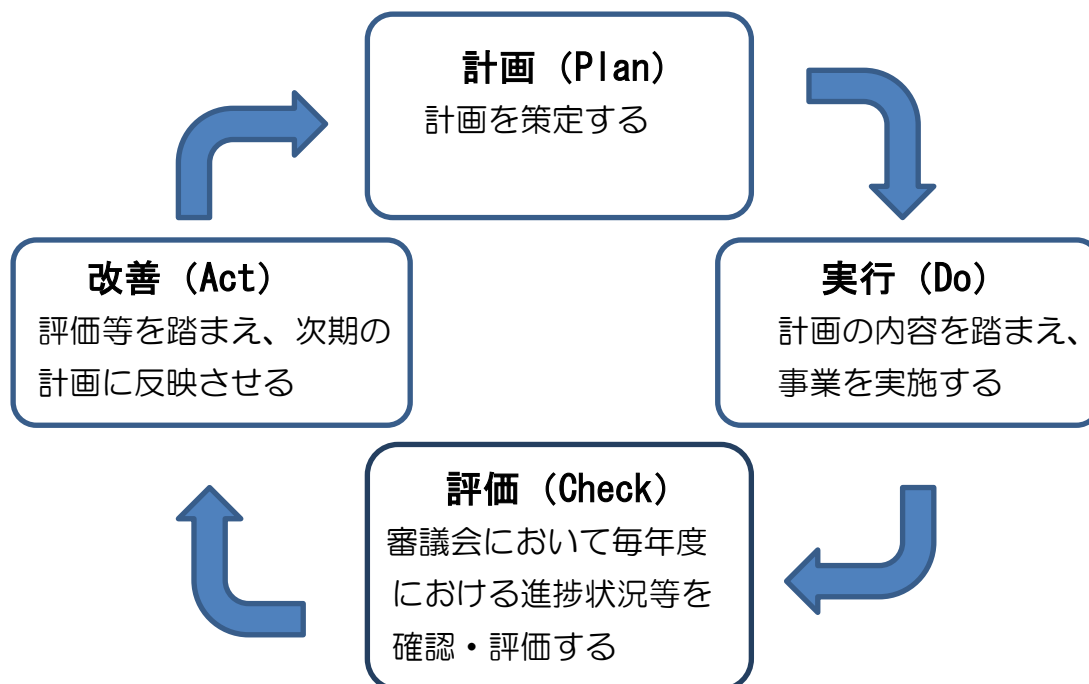 計画（Plan）
計画を策定する
改善（Act）
評価等を踏まえ、次期の
計画に反映させる
実行（Do）
計画の内容を踏まえ、
事業を実施する
評価（Check）
審議会において毎年度
における進捗状況等を
確認・評価する